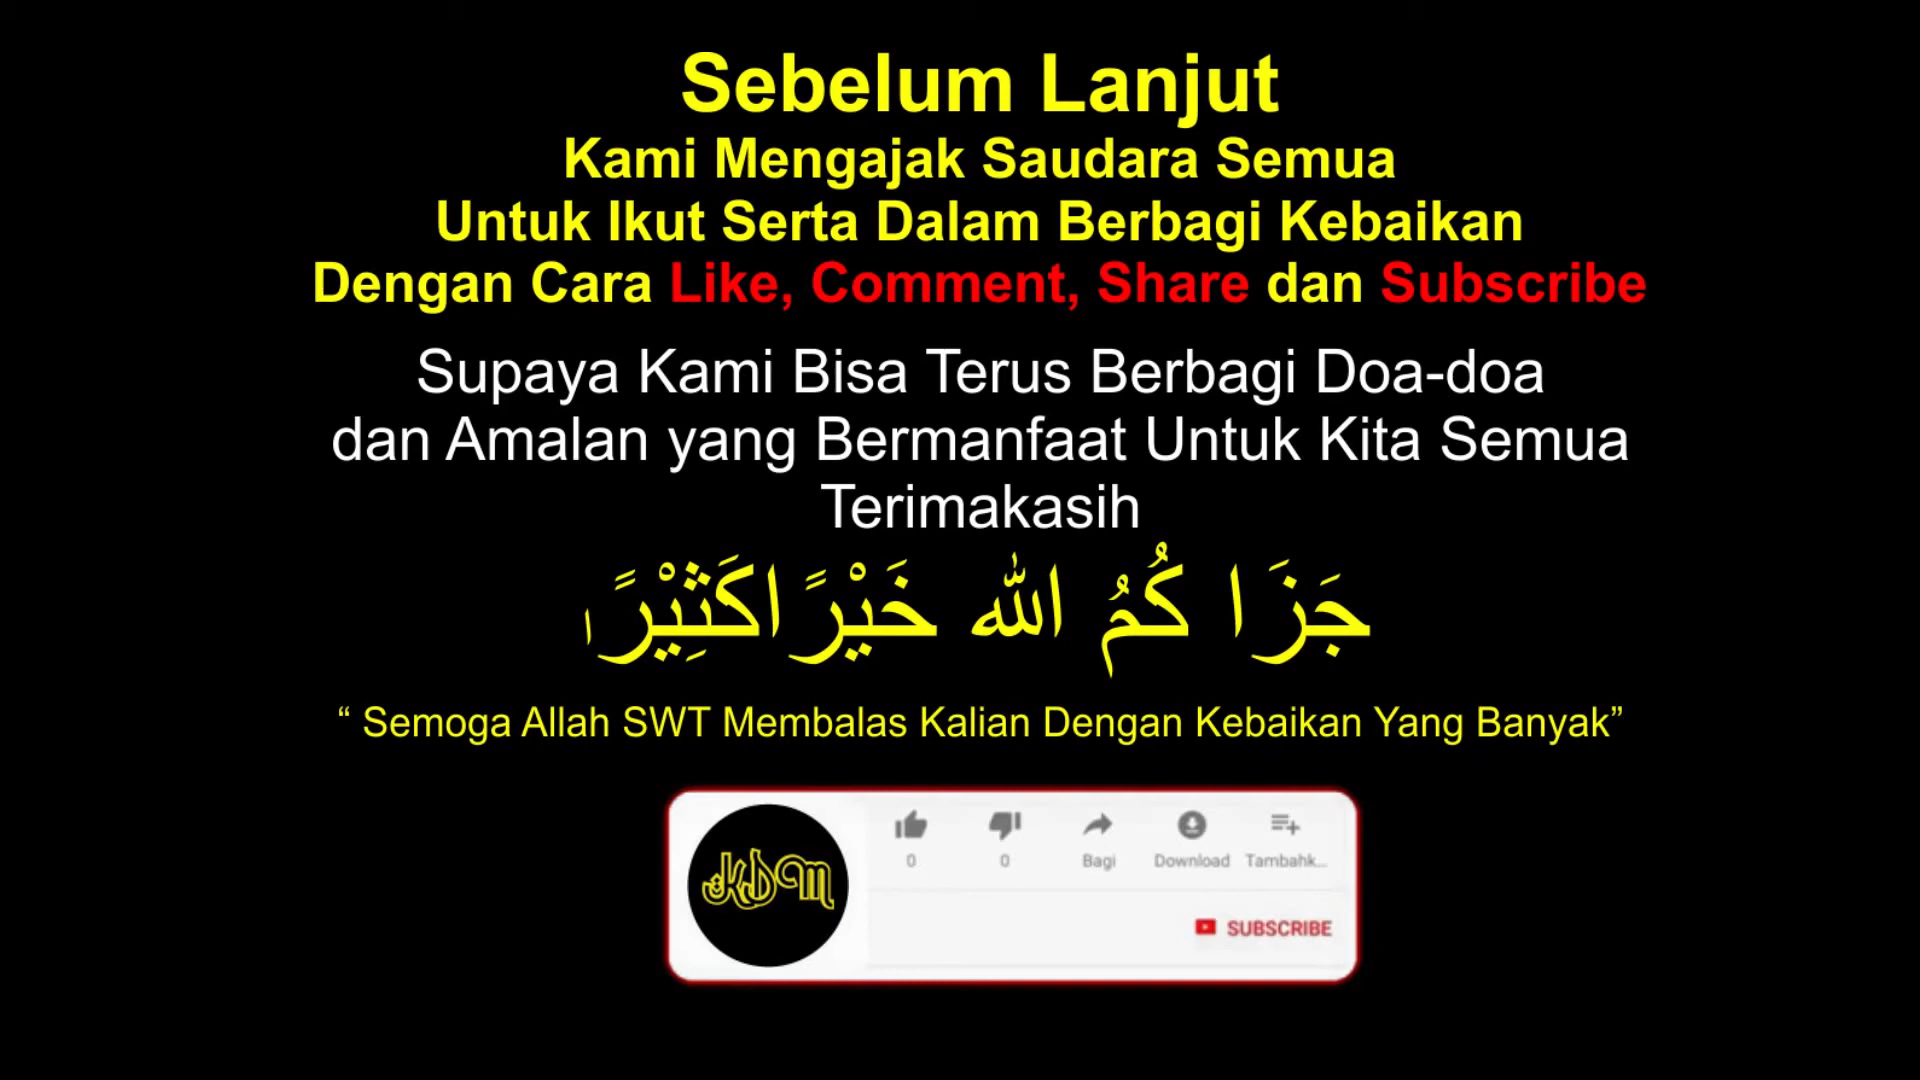 Sebelum Lanjut
Kami Mengajak Saudara Semua
Untuk Ikut Serta Dalam Berbagi Kebaikan
Dengan Cara Like, Comment, Share dan Subscribe
Supaya Kami Bisa Terus Berbagi Doa-doa
dan Amalan yang Bermanfaat Untuk Kita Semua
Terimakasih
جَزَا كُمُ الله خَيْرًاكَثِيْرًا
“ Semoga Allah SWT Membalas Kalian Dengan Kebaikan Yang Banyak”
0 0 Bagi Download Tambahk...
KDM
SUBSCRIBE